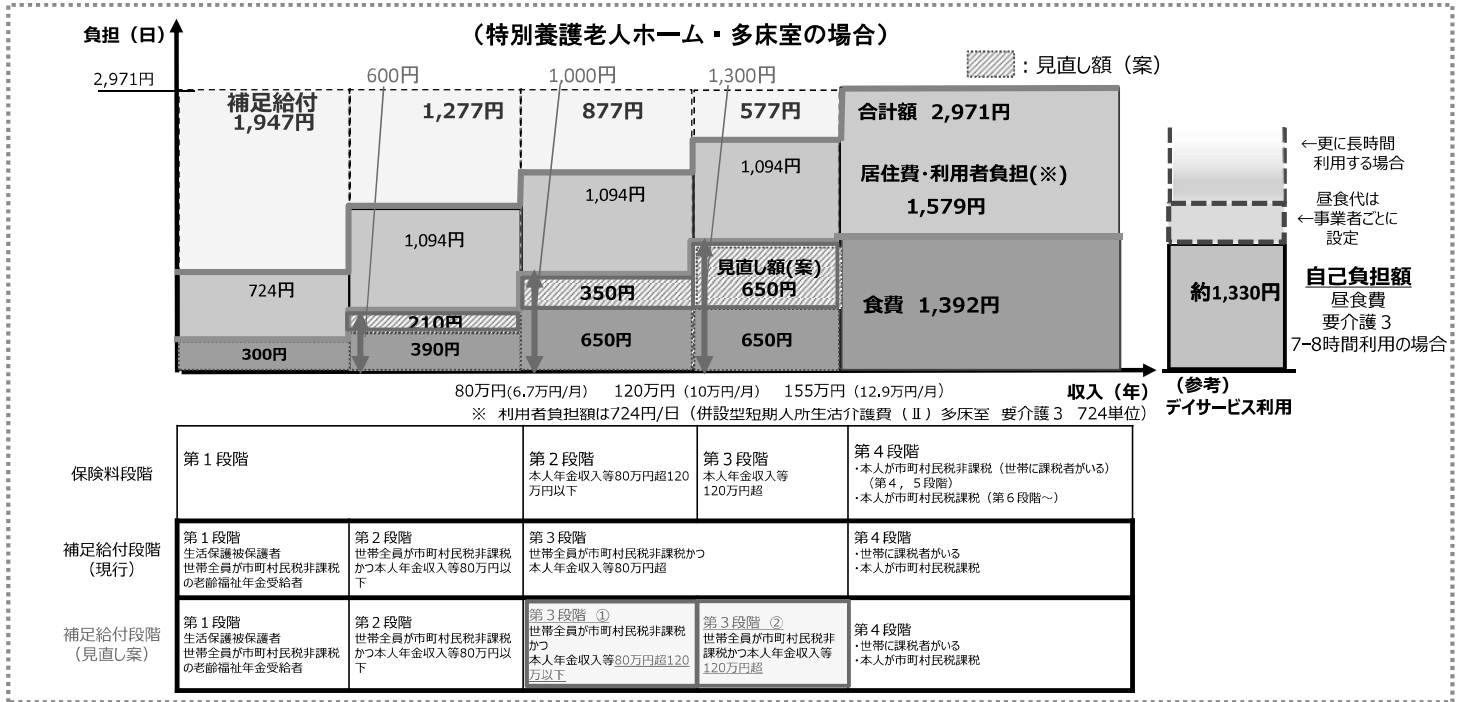 負担（日）
（特別養護老人ホーム・多床室の場合）
：見直し額（案）
600円
1,000円
1,300円
2,971円
補足給付
1,947円
1,277円
877円
577円
合計額 2,971円
724円
1,094円
1,094円
1,094円
居住費・利用者負担(※)
1,579円
300円
210円
390円
350円
650円
見直し額(案)
650円
650円
食費 1,392円
←更に長時間
利用する場合
昼食代は
←事業者ごとに
設定
約1,330円
自己負担額
昼食費
要介護３
7−8時間利用の場合
80万円(6.7万円/月)
120万円（10万円/月）
155万円（12.9万円/月）
収入（年）
（参考）
デイサービス利用
※ 利用者負担額は724円/日（併設型短期入所生活介護費（Ⅱ）多床室 要介護３ 724単位）
保険料段階
第１段階
第２段階
本人年金収入等80万円超120
万円以下
第３段階
本人年金収入等
120万円超
第４段階
・本人が市町村民税非課税（世帯に課税者がいる）
（第４，５段階）
・本人が市町村民税課税（第６段階～）
補足給付段階
（現行）
第１段階
生活保護被保護者
世帯全員が市町村民税非課税
の老齢福祉年金受給者
第２段階
世帯全員が市町村民税非課税
かつ本人年金収入等80万円以
下
第３段階
世帯全員が市町村民税非課税かつ
本人年金収入等80万円超
第４段階
・世帯に課税者がいる
・本人が市町村民税課税
補足給付段階
（見直し案）
第１段階
生活保護被保護者
世帯全員が市町村民税非課税
の老齢福祉年金受給者
第２段階
世帯全員が市町村民税非課税
かつ本人年金収入等80万円以
下
第３段階 ①
世帯全員が市町村民税非課税
かつ
本人年金収入等80万円超120
万以下
第３段階 ②
世帯全員が市町村民税非
課税かつ本人年金収入等
120万円超
第４段階
・世帯に課税者がいる
・本人が市町村民税課税